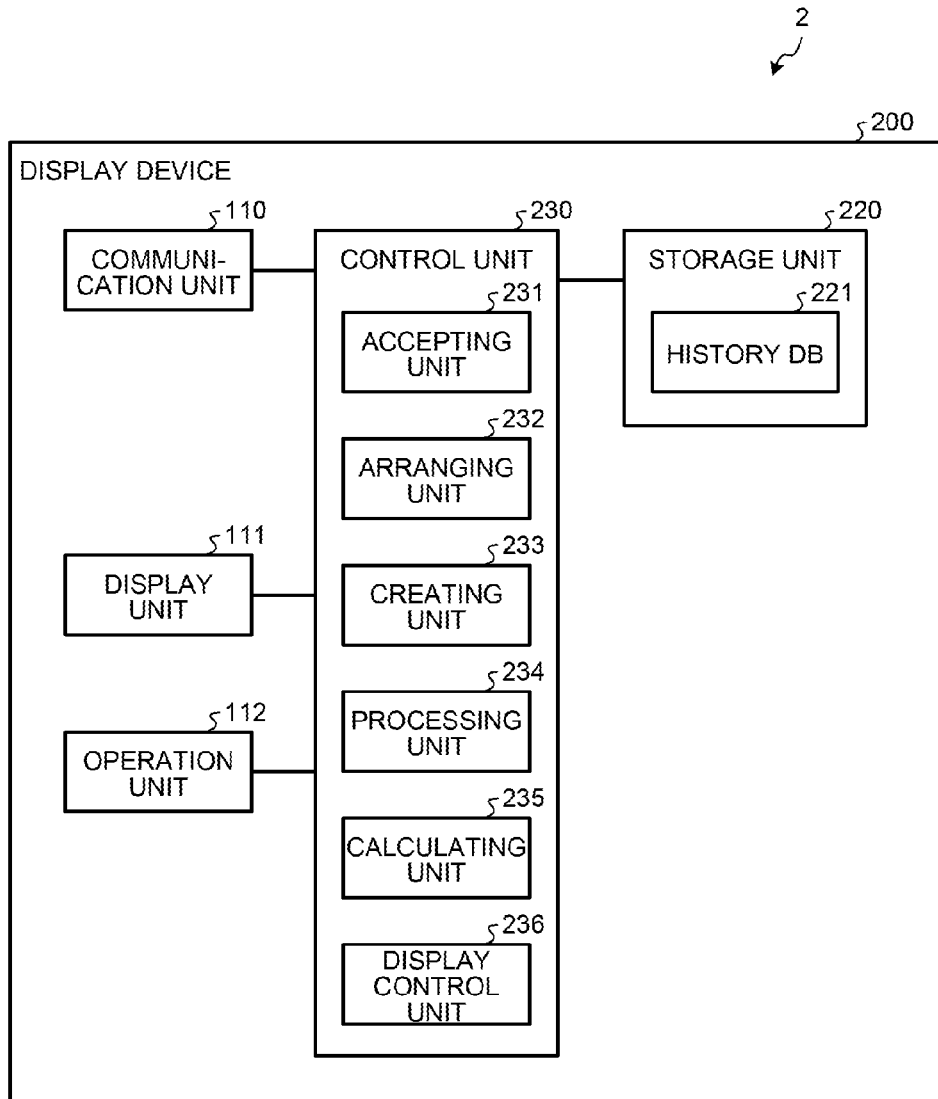 2
200
DISPLAY DEVICE
110
COMMUNI-
CATION UNIT
230
CONTROL UNIT
220
STORAGE UNIT
231
ACCEPTING
UNIT
221
HISTORY DB
232
ARRANGING
UNIT
111
DISPLAY
UNIT
233
CREATING
UNIT
234
PROCESSING
UNIT
112
OPERATION
UNIT
235
CALCULATING
UNIT
236
DISPLAY
CONTROL
UNIT